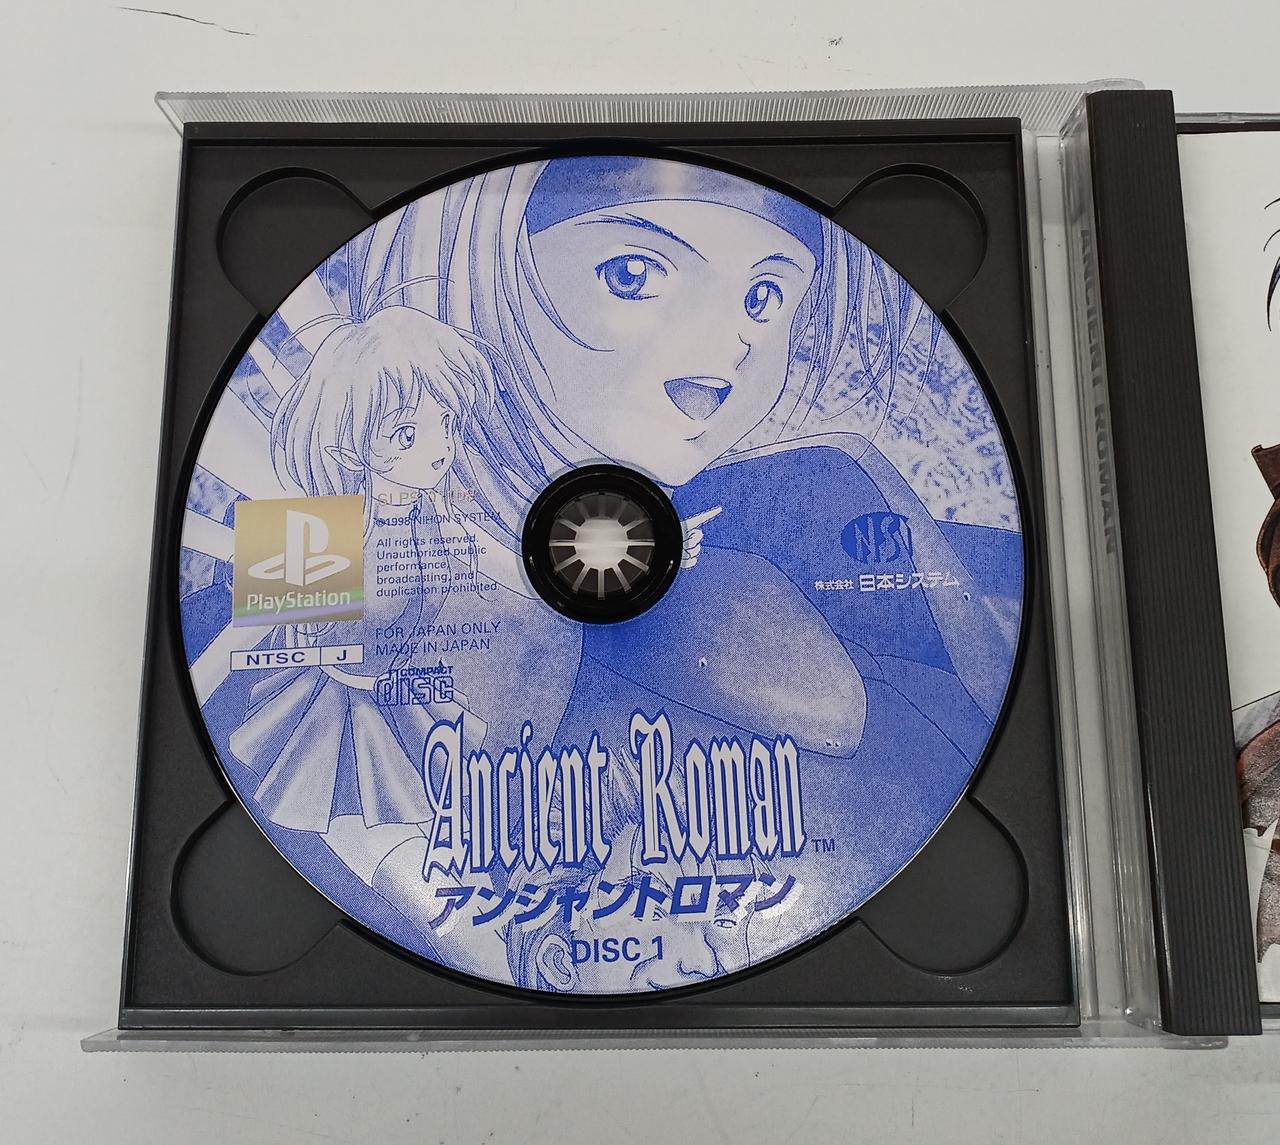 SLPS
©1998 NIHON SYSTEM
All rights reserved.
Unauthorized public
performance,
broadcasting, and
duplication prohibited.
PlayStation
FOR JAPAN ONLY
MADE IN JAPAN
NTSC J
COMPACT
disc
NSI
株式会社 日本システム
Ancient Roman™
アンシャントロマン
DISC 1
ANCIENT ROMAN